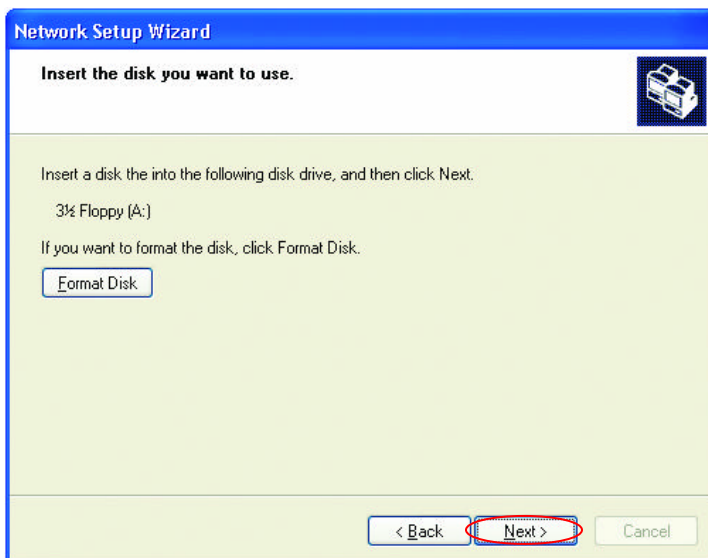 Network Setup Wizard
Insert the disk you want to use.
Insert a disk the into the following disk drive, and then click Next.
3½ Floppy (A:)
If you want to format the disk, click Format Disk.
Format Disk
< Back Next > Cancel